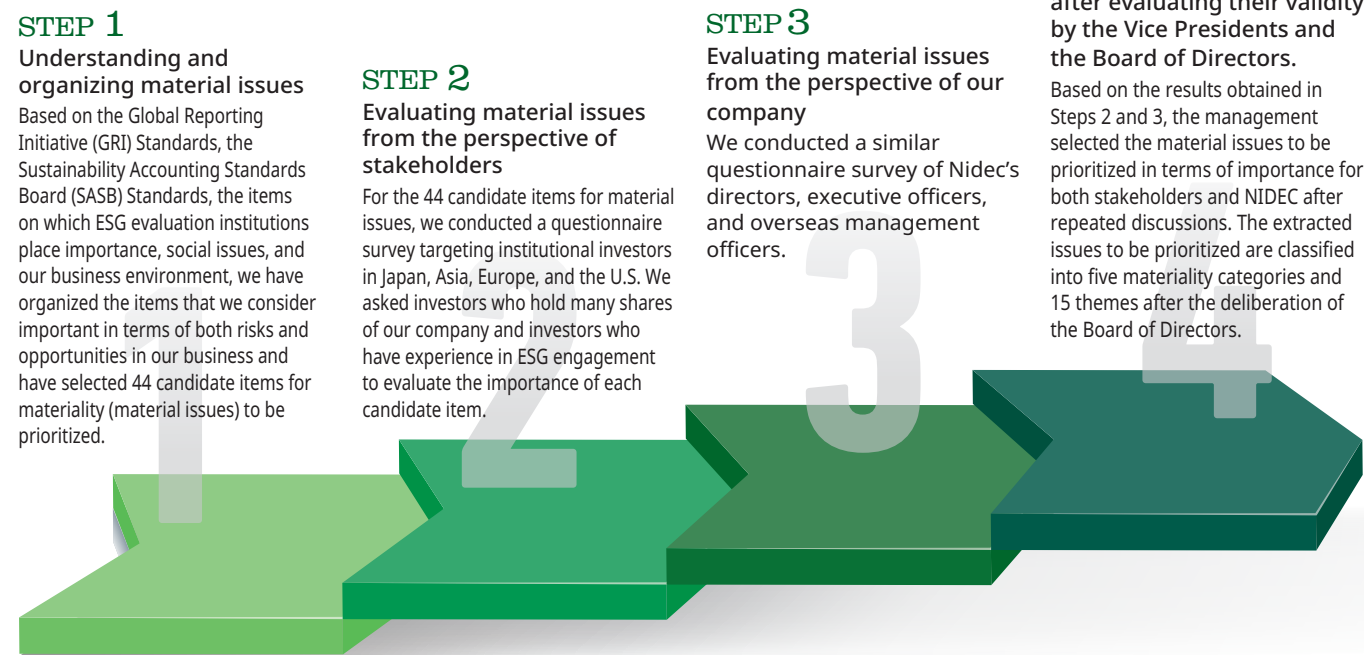 STEP 1
Understanding and
organizing material issues
Based on the Global Reporting
Initiative (GRI) Standards, the
Sustainability Accounting Standards
Board (SASB) Standards, the items
on which ESG evaluation institutions
place importance, social issues, and
our business environment, we have
organized the items that we consider
important in terms of both risks and
opportunities in our business and
have selected 44 candidate items for
materiality (material issues) to be
prioritized.
1
STEP 2
Evaluating material issues
from the perspective of
stakeholders
For the 44 candidate items for material
issues, we conducted a questionnaire
survey targeting institutional investors
in Japan, Asia, Europe, and the U.S. We
asked investors who hold many shares
of our company and investors who
have experience in ESG engagement
to evaluate the importance of each
candidate item.
2
STEP 3
Evaluating material issues
from the perspective of our
company
We conducted a similar
questionnaire survey of Nidec's
directors, executive officers,
and overseas management
officers.
3
after evaluating their validity
by the Vice Presidents and
the Board of Directors.
Based on the results obtained in
Steps 2 and 3, the management
selected the material issues to be
prioritized in terms of importance for
both stakeholders and NIDEC after
repeated discussions. The extracted
issues to be prioritized are classified
into five materiality categories and
15 themes after the deliberation of
the Board of Directors.
4